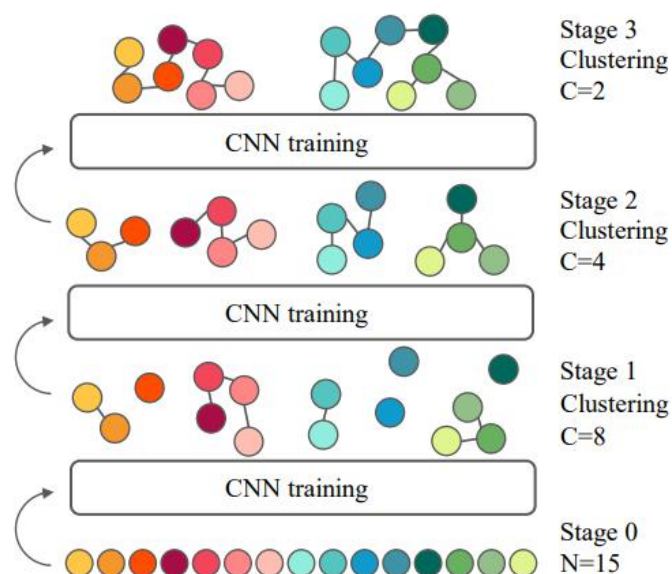 Stage 3
Clustering
C=2
CNN training
Stage 2
Clustering
C=4
CNN training
Stage 1
Clustering
C=8
CNN training
Stage 0
N=15